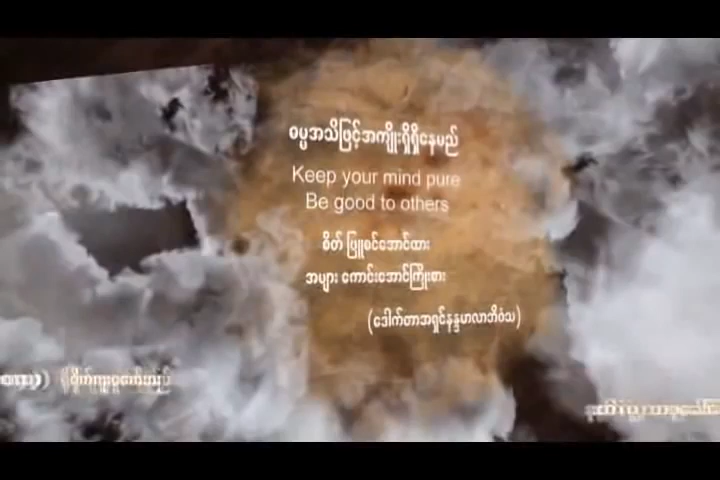 ဓမ္မအသိဖြင့်အကျိုးရှိရှိနေမည်
Keep your mind pure
Be good to others
စိတ် ဖြူစင်အောင်ထား
အများ ကောင်းအောင်ကြိုးစား
(ဒေါက်တာအရှင်နန္ဒမာလာဘိဝံသ)